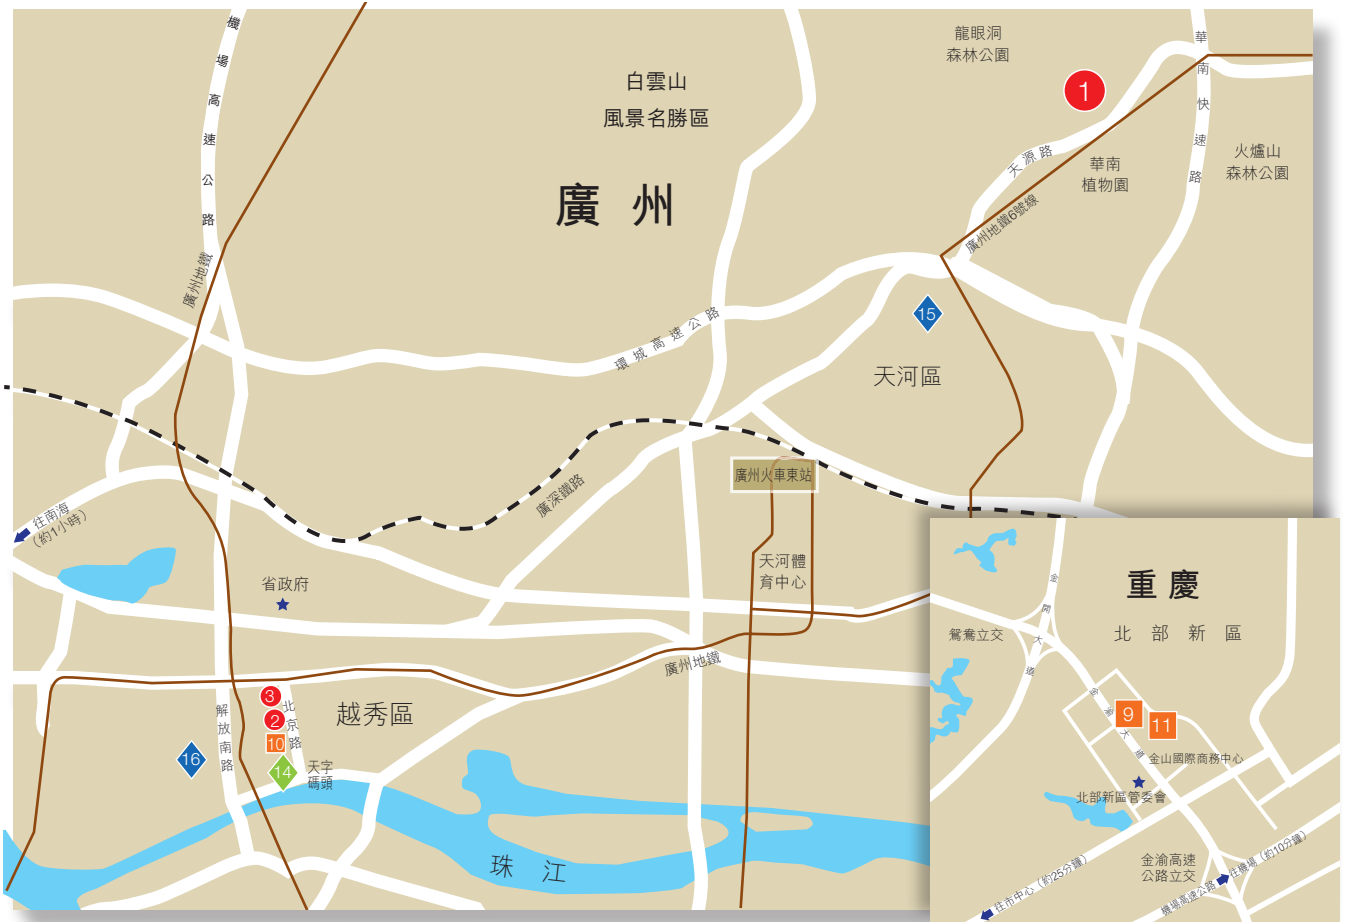 機場高速公路
龍眼洞
森林公園
華南快速路
白雲山
風景名勝區
1
天源路
華南
植物園
火爐山
森林公園
廣州
廣州地鐵6號線
廣州地鐵
15
環城高速公路
天河區
廣州火車東站
廣深鐵路
往南海
（約1小時）
天河體
育中心
省政府
廣州地鐵
3
2
10
14
北京路
越秀區
解放南路
16
天字
碼頭
珠江
重慶
北部新區
金開大道
鴛鴦立交
金渝大道
9
11
金山國際商務中心
北部新區管委會
金渝高速
公路立交
往機場（約10分鐘）
機場高速公路
往市中心（約25分鐘）